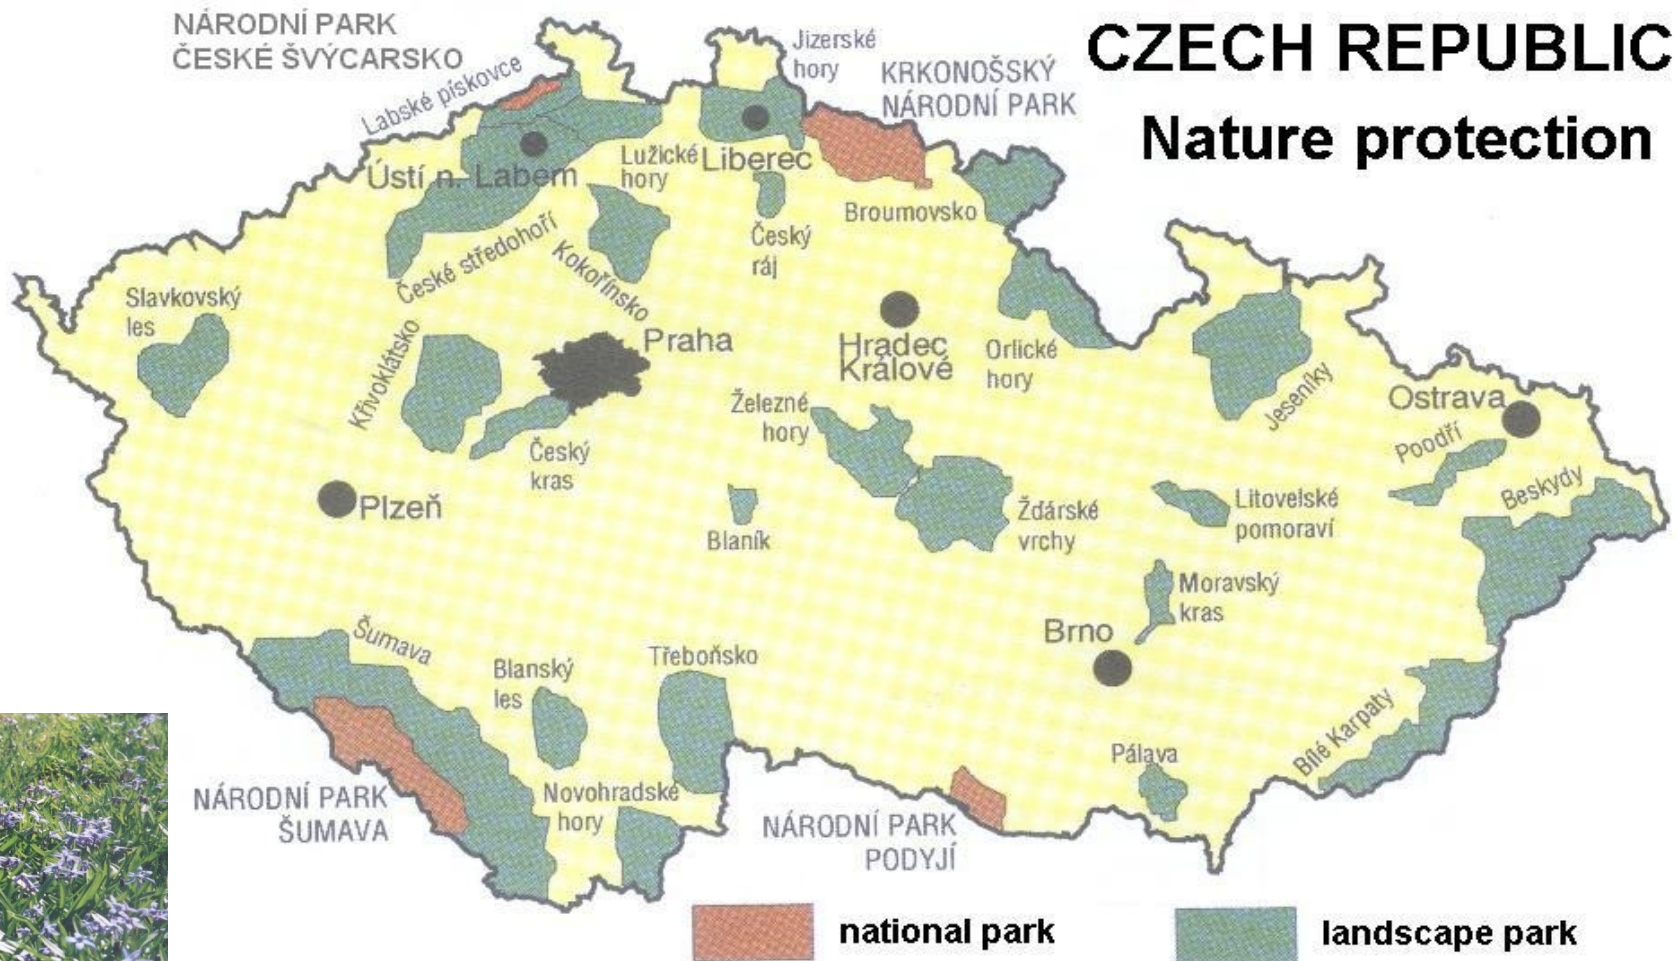 NÁRODNÍ PARK
ČESKÉ ŠVÝCARSKO
Labské pískovce
Jizerské
hory
KRKONOŠSKÝ
NÁRODNÍ PARK
CZECH REPUBLIC
Nature protection
Ústí n. Labem
Lužické
hory
Liberec
Broumovsko
Český
ráj
České středohoří
Kokořínsko
Slavkovský
les
Křivoklátsko
Praha
Hradec
Králové
Orlické
hory
Jeseníky
Ostrava
Poodří
Beskydy
Železné
hory
Český
kras
Plzeň
Blaník
Žďárské
vrchy
Litovelské
pomoraví
Moravský
kras
Brno
Šumava
Blanský
les
Třeboňsko
Bílé Karpaty
Pálava
NÁRODNÍ PARK
ŠUMAVA
Novohradské
hory
NÁRODNÍ PARK
PODYJÍ
national park
landscape park